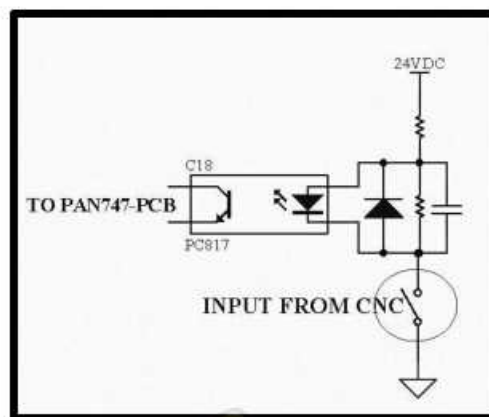 24VDC
C18
TO PAN747-PCB
PC817
INPUT FROM CNC